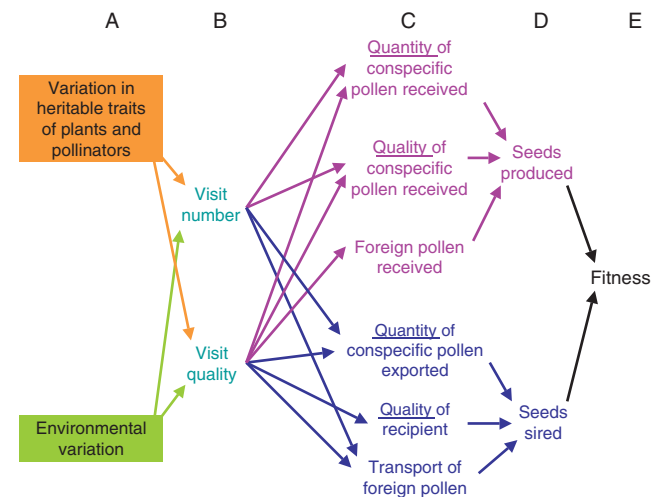 A
B
C
D
E
Variation in
heritable traits
of plants and
pollinators
Environmental
variation
Visit
number
Visit
quality
Quantity of
conspecific
pollen received
Quality of
conspecific
pollen received
Foreign pollen
received
Quantity of
conspecific pollen
exported
Quality of
recipient
Transport of
foreign pollen
Seeds
produced
Seeds
sired
Fitness